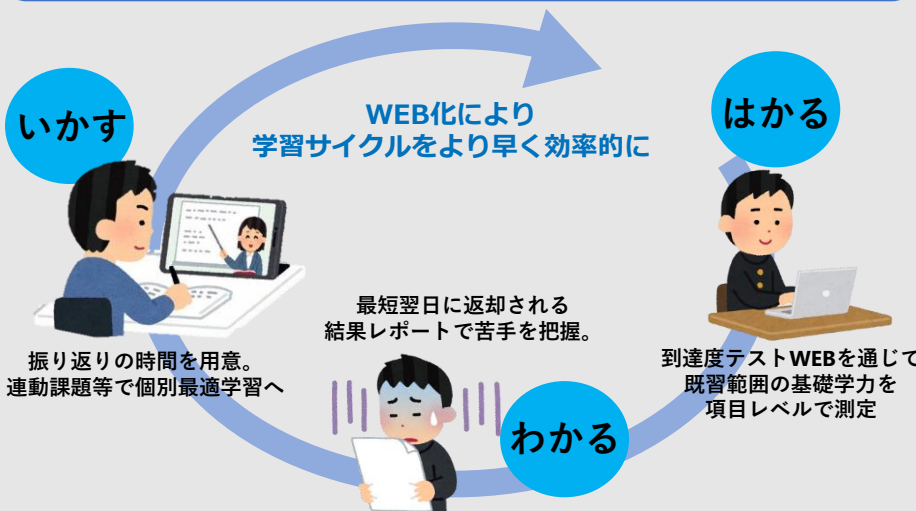 WEB化により
学習サイクルをより早く効率的に
いかす
はかる
わかる
振り返りの時間を用意。
連動課題等で個別最適学習へ
最短翌日に返却される
結果レポートで苦手を把握。
到達度テストWEBを通じて
既習範囲の基礎学力を
項目レベルで測定